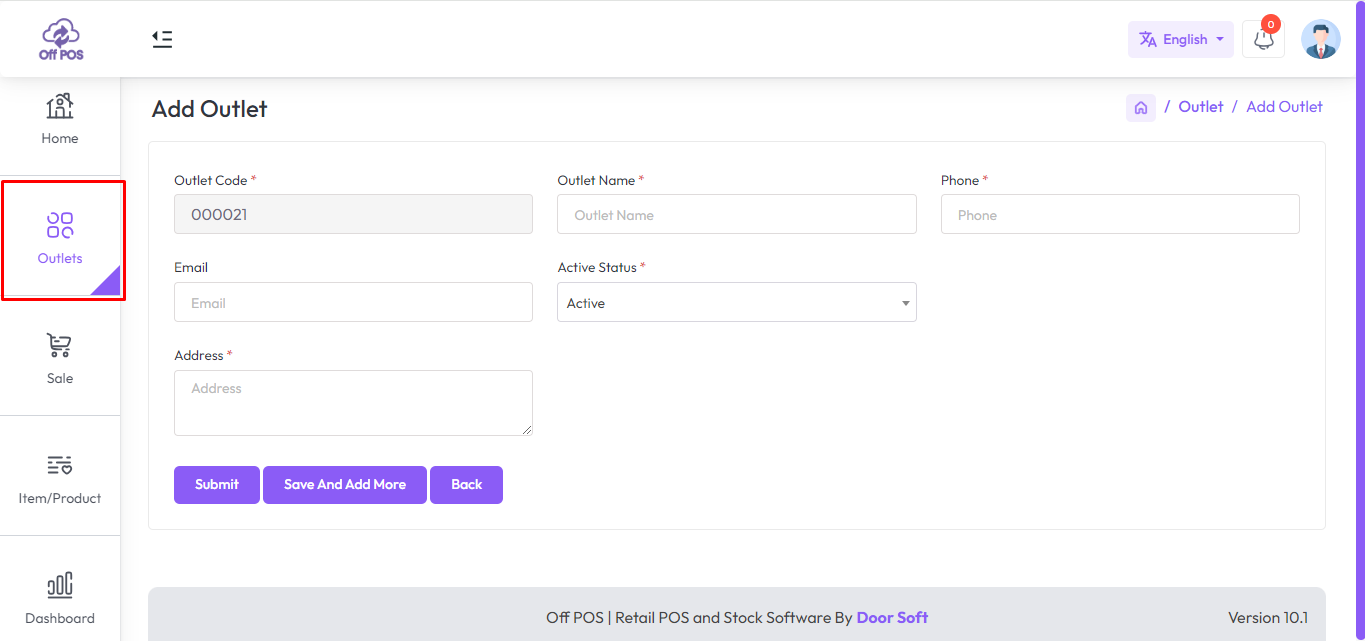 Off POS
English
0
Home
Outlets
Sale
Item/Product
Dashboard
Add Outlet
/ Outlet / Add Outlet
Outlet Code *
000021
Outlet Name *
Outlet Name
Phone *
Phone
Email
Email
Active Status *
Active
Address *
Address
Submit
Save And Add More
Back
Off POS | Retail POS and Stock Software By Door Soft
Version 10.1